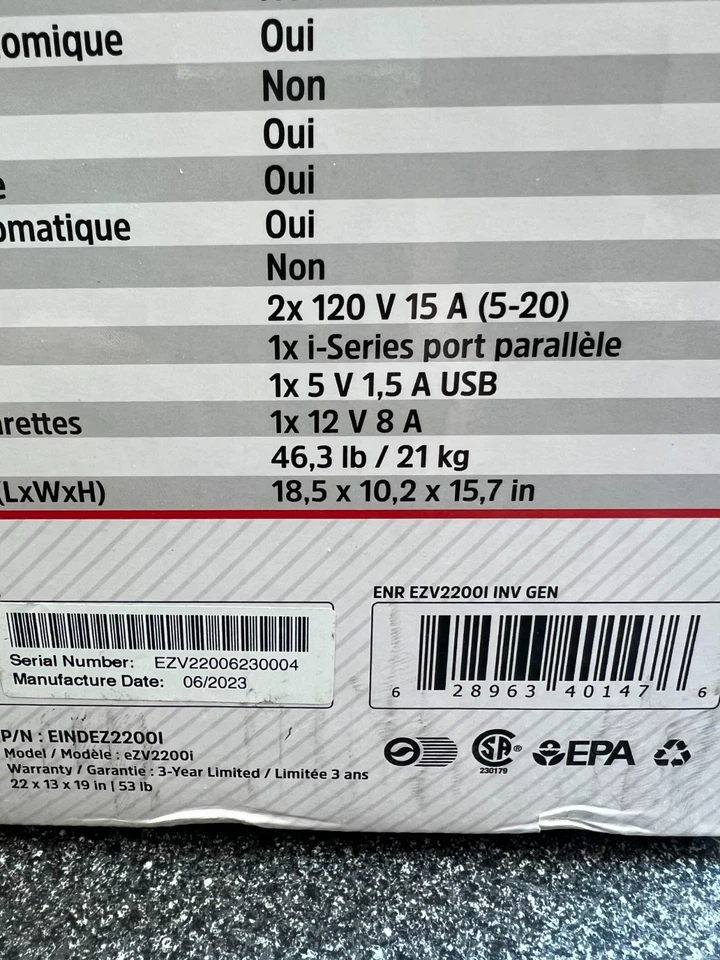 omique Oui
Non
Oui
e Oui
omatique Oui
Non
2x 120 V 15 A (5-20)
1x i-Series port parallèle
1x 5 V 1,5 A USB
rettes 1x 12 V 8 A
46,3 lb / 21 kg
(LxWxH) 18,5 x 10,2 x 15,7 in
ENR EZV2200I INV GEN
Serial Number: EZV22006230004
Manufacture Date: 06/2023
6 28963 40147 6
P/N : EINDEZ2200I
Model / Modèle : eZV2200i
Warranty / Garantie : 3-Year Limited / Limitée 3 ans
22 x 13 x 19 in | 53 lb
SA®
230179
EPA